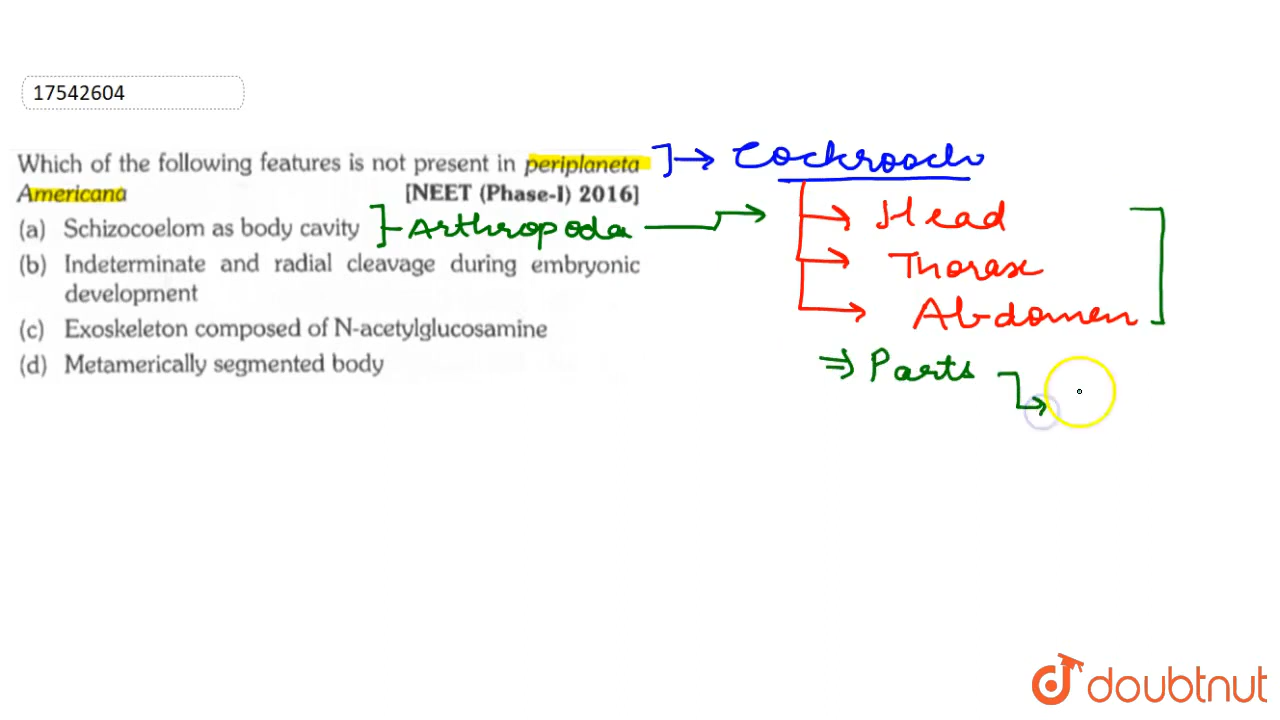 17542604
Which of the following features is not present in periplaneta
Americana [NEET (Phase-I) 2016]
(a) Schizocoelom as body cavity
(b) Indeterminate and radial cleavage during embryonic
development
(c) Exoskeleton composed of N-acetylglucosamine
(d) Metamerically segmented body
Cockroach
Arthropoda
Head
Thorax
Abdomen
⇒ Parts
doubtnut